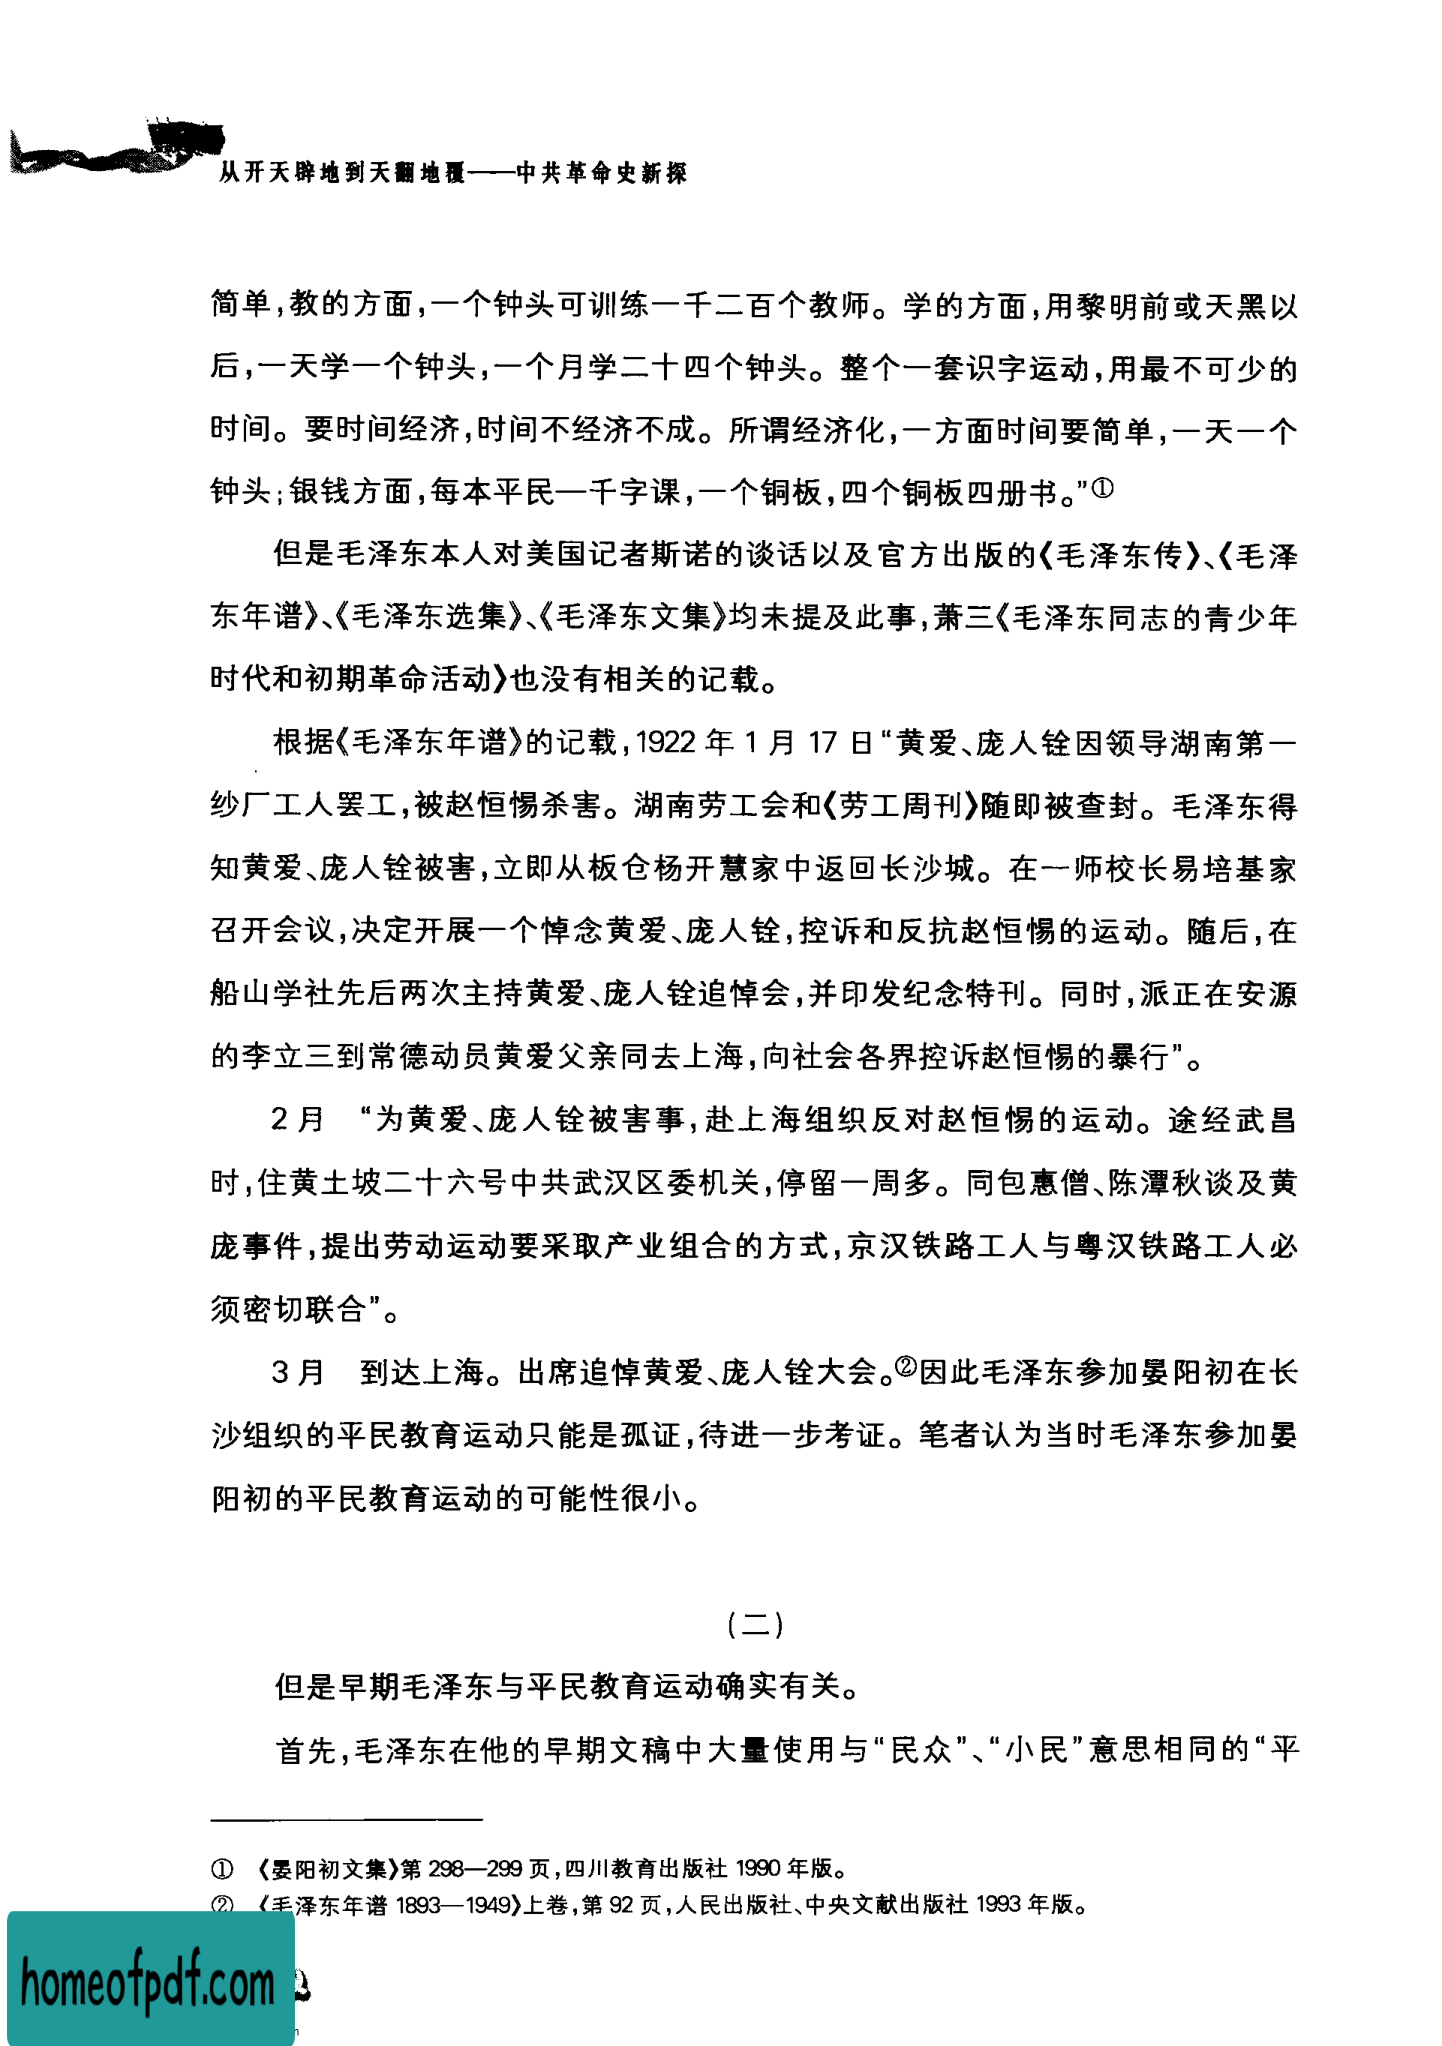 从开天辟地到天翻地覆——中共革命史新探
简单,教的方面,一个钟头可训练一千二百个教师。学的方面,用黎明前或天黑以
后,一天学一个钟头,一个月学二十四个钟头。整个一套识字运动,用最不可少的
时间。要时间经济,时间不经济不成。所谓经济化,一方面时间要简单,一天一个
钟头;银钱方面,每本平民一千字课,一个铜板,四个铜板四册书。”①
但是毛泽东本人对美国记者斯诺的谈话以及官方出版的《毛泽东传》、《毛泽
东年谱》、《毛泽东选集》、《毛泽东文集》均未提及此事,萧三《毛泽东同志的青少年
时代和初期革命活动》也没有相关的记载。
根据《毛泽东年谱》的记载,1922 年 1 月 17 日“黄爱、庞人铨因领导湖南第一
纱厂工人罢工,被赵恒惕杀害。湖南劳工会和《劳工周刊》随即被查封。毛泽东得
知黄爱、庞人铨被害,立即从板仓杨开慧家中返回长沙城。在一师校长易培基家
召开会议,决定开展一个悼念黄爱、庞人铨,控诉和反抗赵恒惕的运动。随后,在
船山学社先后两次主持黄爱、庞人铨追悼会,并印发纪念特刊。同时,派正在安源
的李立三到常德动员黄爱父亲同去上海,向社会各界控诉赵恒惕的暴行”。
2 月　“为黄爱、庞人铨被害事,赴上海组织反对赵恒惕的运动。途经武昌
时,住黄土坡二十六号中共武汉区委机关,停留一周多。同包惠僧、陈潭秋谈及黄
庞事件,提出劳动运动要采取产业组合的方式,京汉铁路工人与粤汉铁路工人必
须密切联合”。
3 月　到达上海。出席追悼黄爱、庞人铨大会。②因此毛泽东参加晏阳初在长
沙组织的平民教育运动只能是孤证,待进一步考证。笔者认为当时毛泽东参加晏
阳初的平民教育运动的可能性很小。
(二)
但是早期毛泽东与平民教育运动确实有关。
首先,毛泽东在他的早期文稿中大量使用与“民众”、“小民”意思相同的“平
① 《晏阳初文集》第 298—299 页,四川教育出版社 1990 年版。
② 《毛泽东年谱 1893—1949》上卷,第 92 页,人民出版社、中央文献出版社 1993 年版。
homeofpdf.com